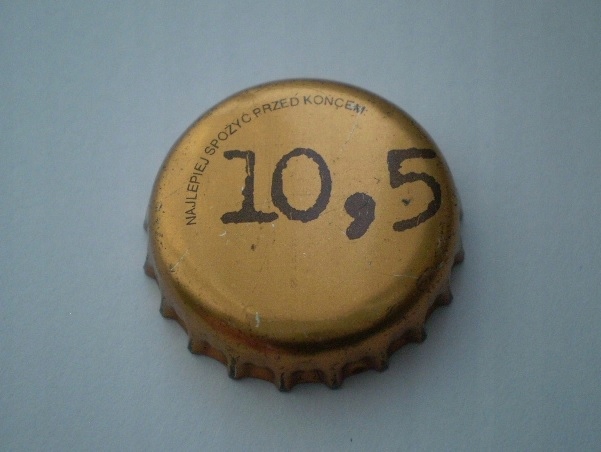 NAJLEPIEJ SPOŻYĆ PRZED KOŃCEM:
10,5